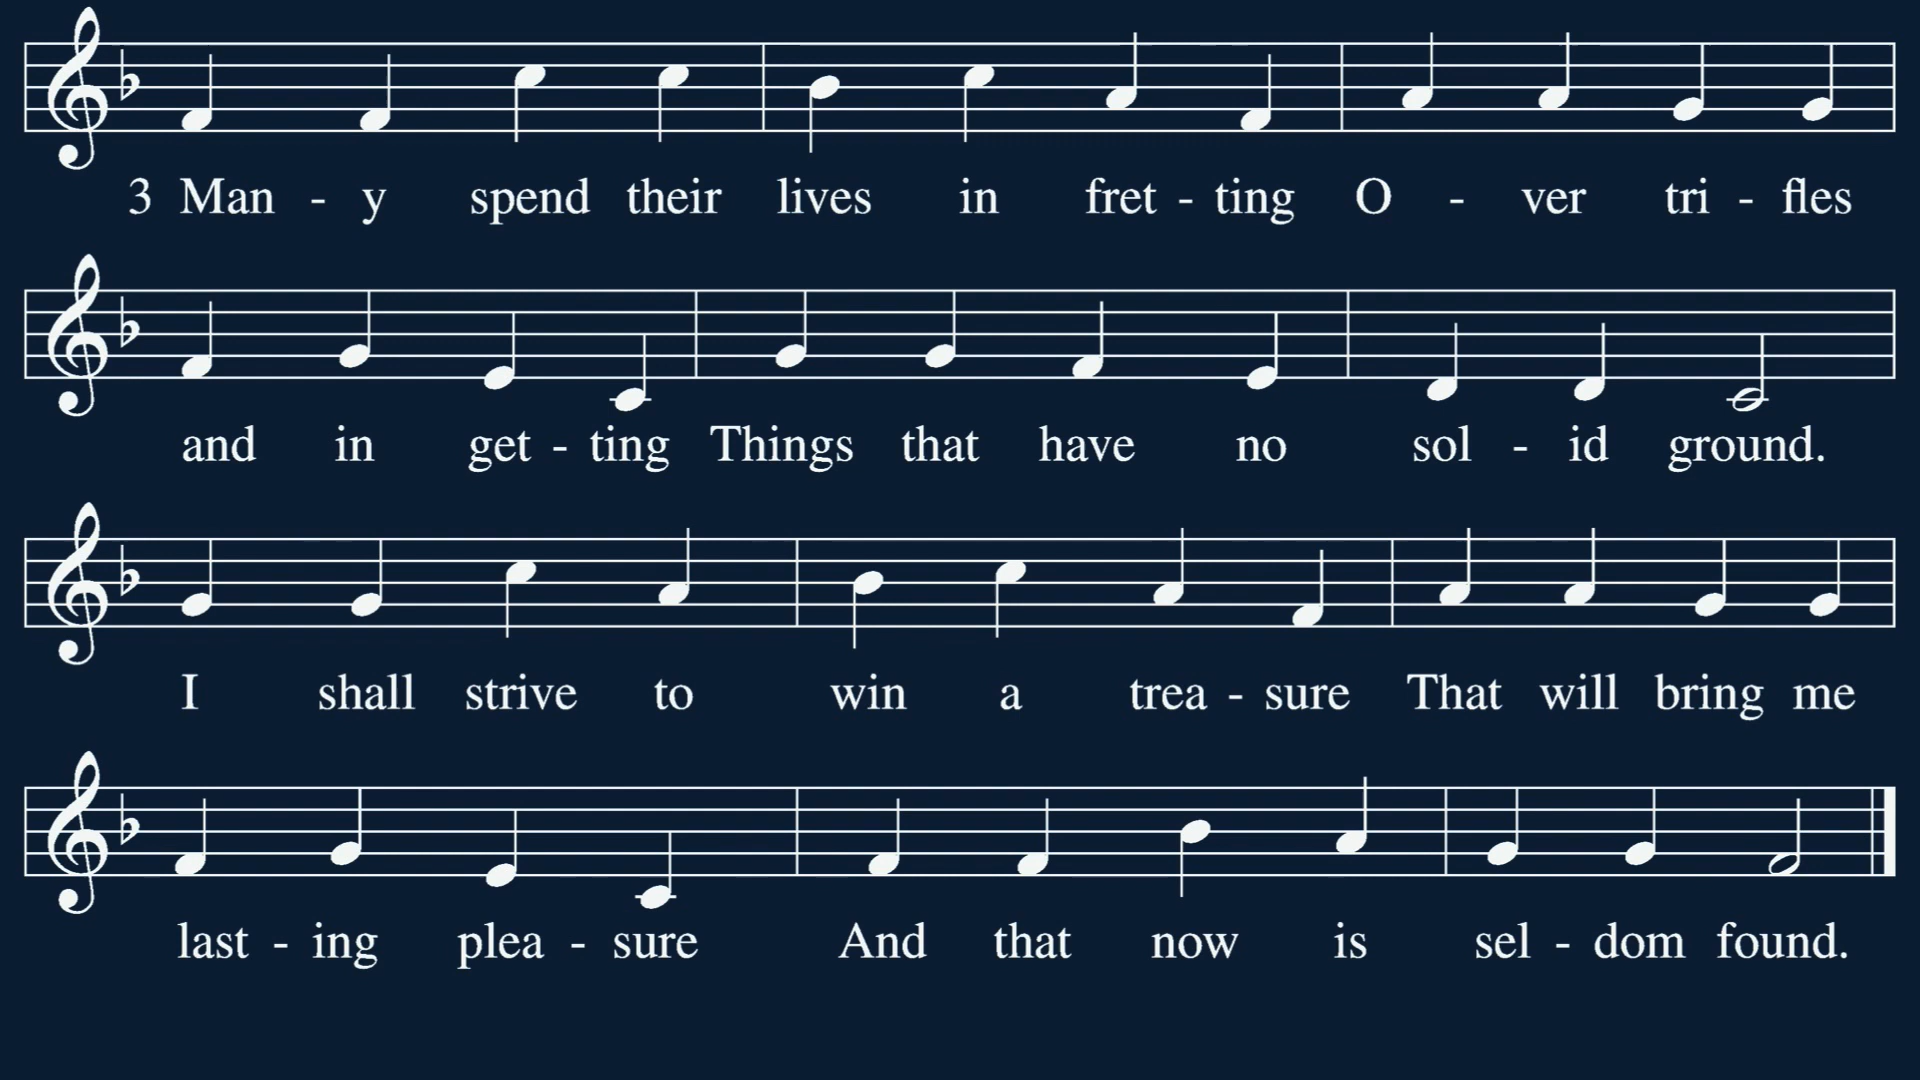 3 Man - y spend their lives in fret - ting O - ver tri - fles
and in get - ting Things that have no sol - id ground.
I shall strive to win a trea - sure That will bring me
last - ing plea - sure And that now is sel - dom found.